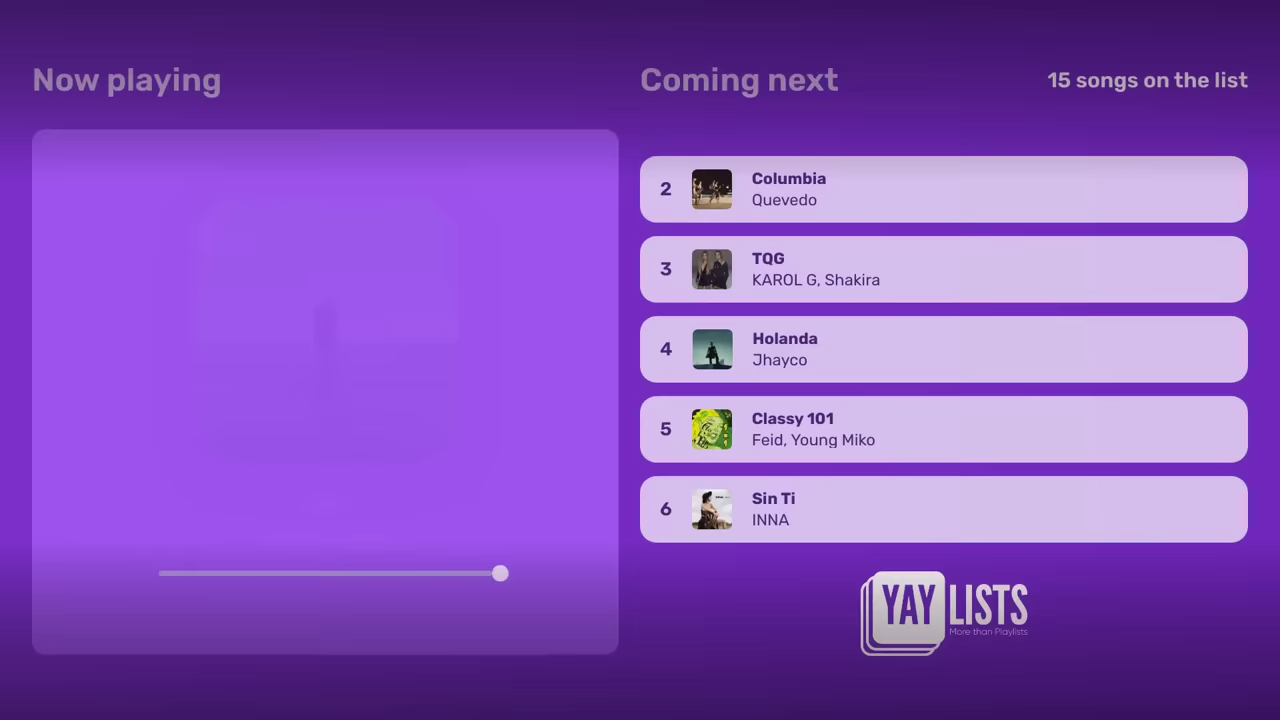 Now playing
Coming next
15 songs on the list
2
Columbia
Quevedo
3
TQG
KAROL G, Shakira
4
Holanda
Jhayco
5
Classy 101
Feid, Young Miko
6
Sin Ti
INNA
YAY LISTS
More than Playlists